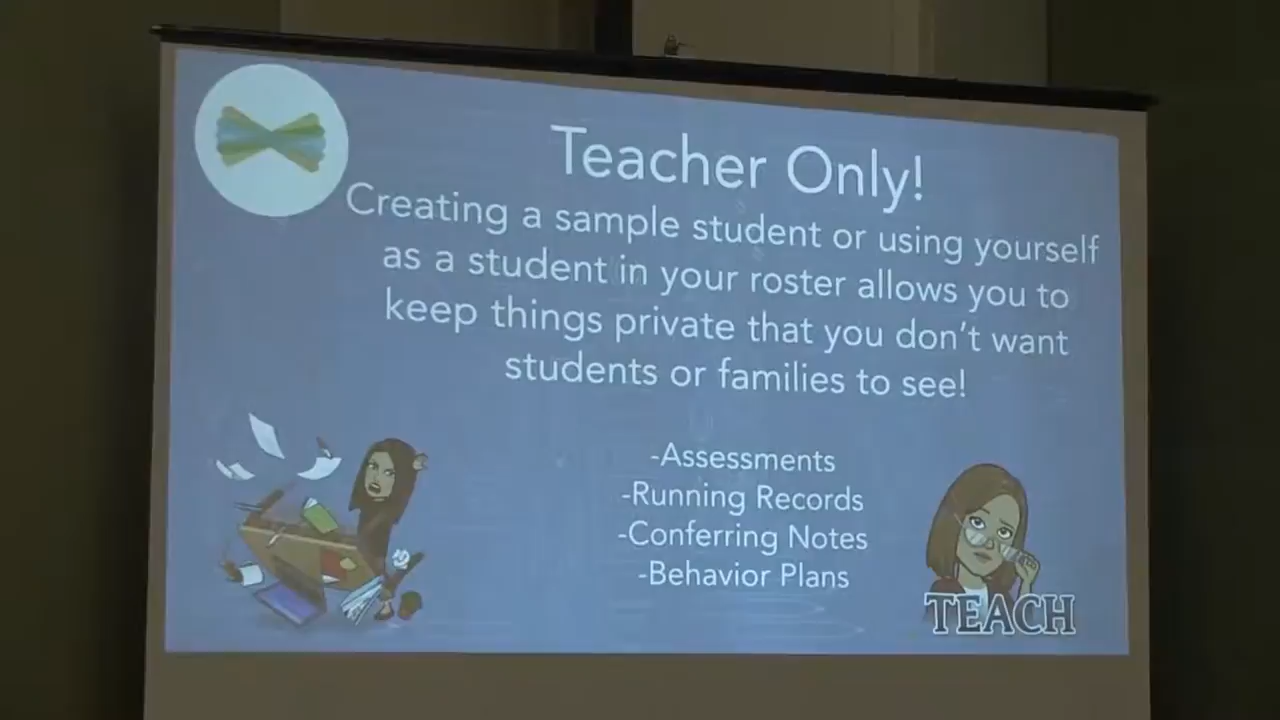 Teacher Only!
Creating a sample student or using yourself
as a student in your roster allows you to
keep things private that you don't want
students or families to see!
-Assessments
-Running Records
-Conferring Notes
-Behavior Plans
TEACH